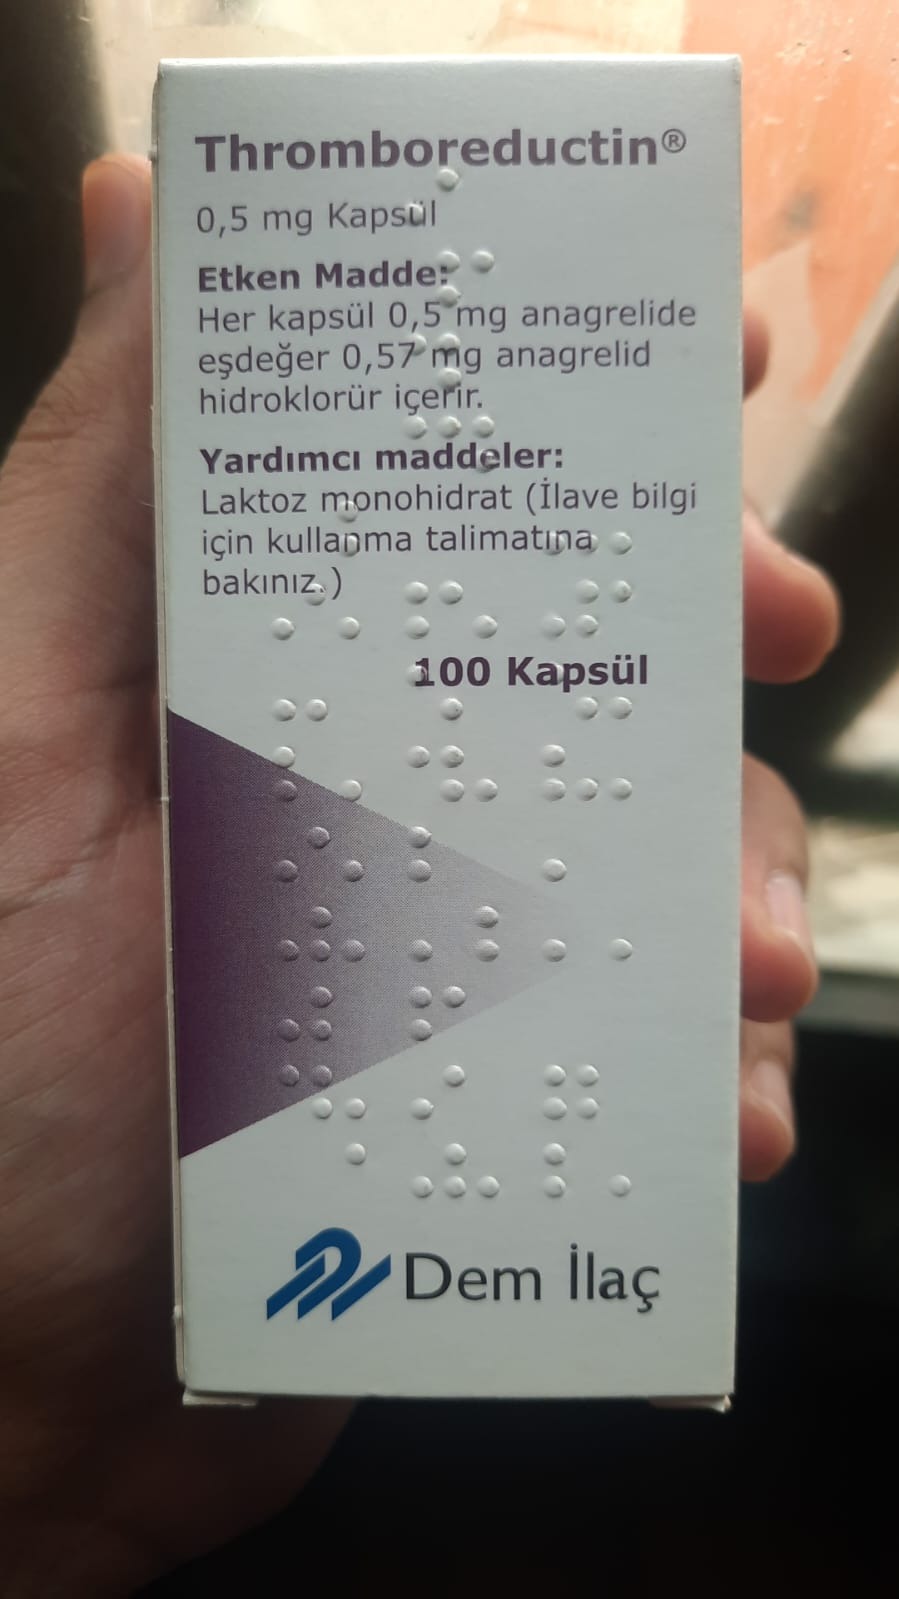 Thromboreductin®
0,5 mg Kapsül
Etken Madde:
Her kapsül 0,5 mg anagrelide
eşdeğer 0,57 mg anagrelid
hidroklorür içerir.
Yardımcı maddeler:
Laktoz monohidrat (İlave bilgi
için kullanma talimatına
bakınız.)
100 Kapsül
Dem İlaç